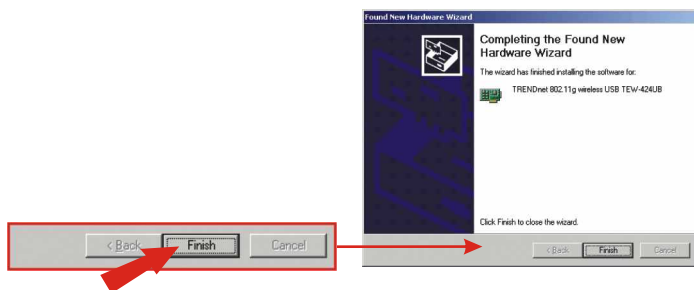 Found New Hardware Wizard
Completing the Found New
Hardware Wizard
The wizard has finished installing the software for:
TRENDnet 802.11g wireless USB TEW-424UB
Click Finish to close the wizard.
< Back Finish Cancel
< Back Finish Cancel